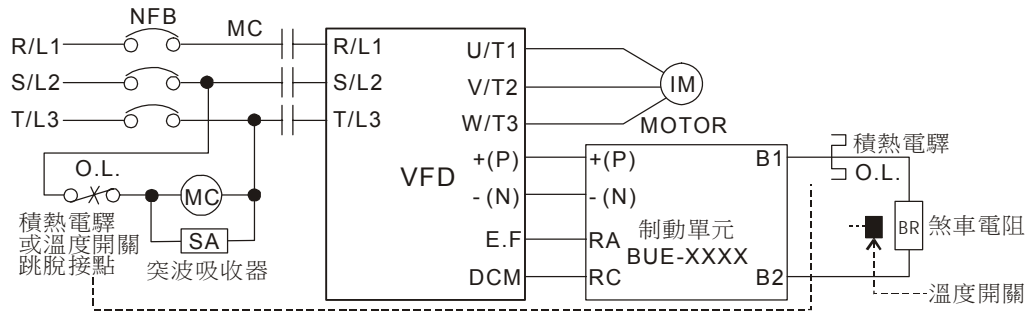 NFB
MC
R/L1
R/L1
U/T1
S/L2
S/L2
V/T2
IM
T/L3
T/L3
W/T3
MOTOR
VFD
+(P)
+(P)
B1
積熱電驛
O.L.
O.L.
-(N)
-(N)
MC
SA
積熱電驛
或溫度開關
跳脫接點
突波吸收器
E.F
RA
制動單元
BUE-XXXX
BR
煞車電阻
DCM
RC
B2
溫度開關